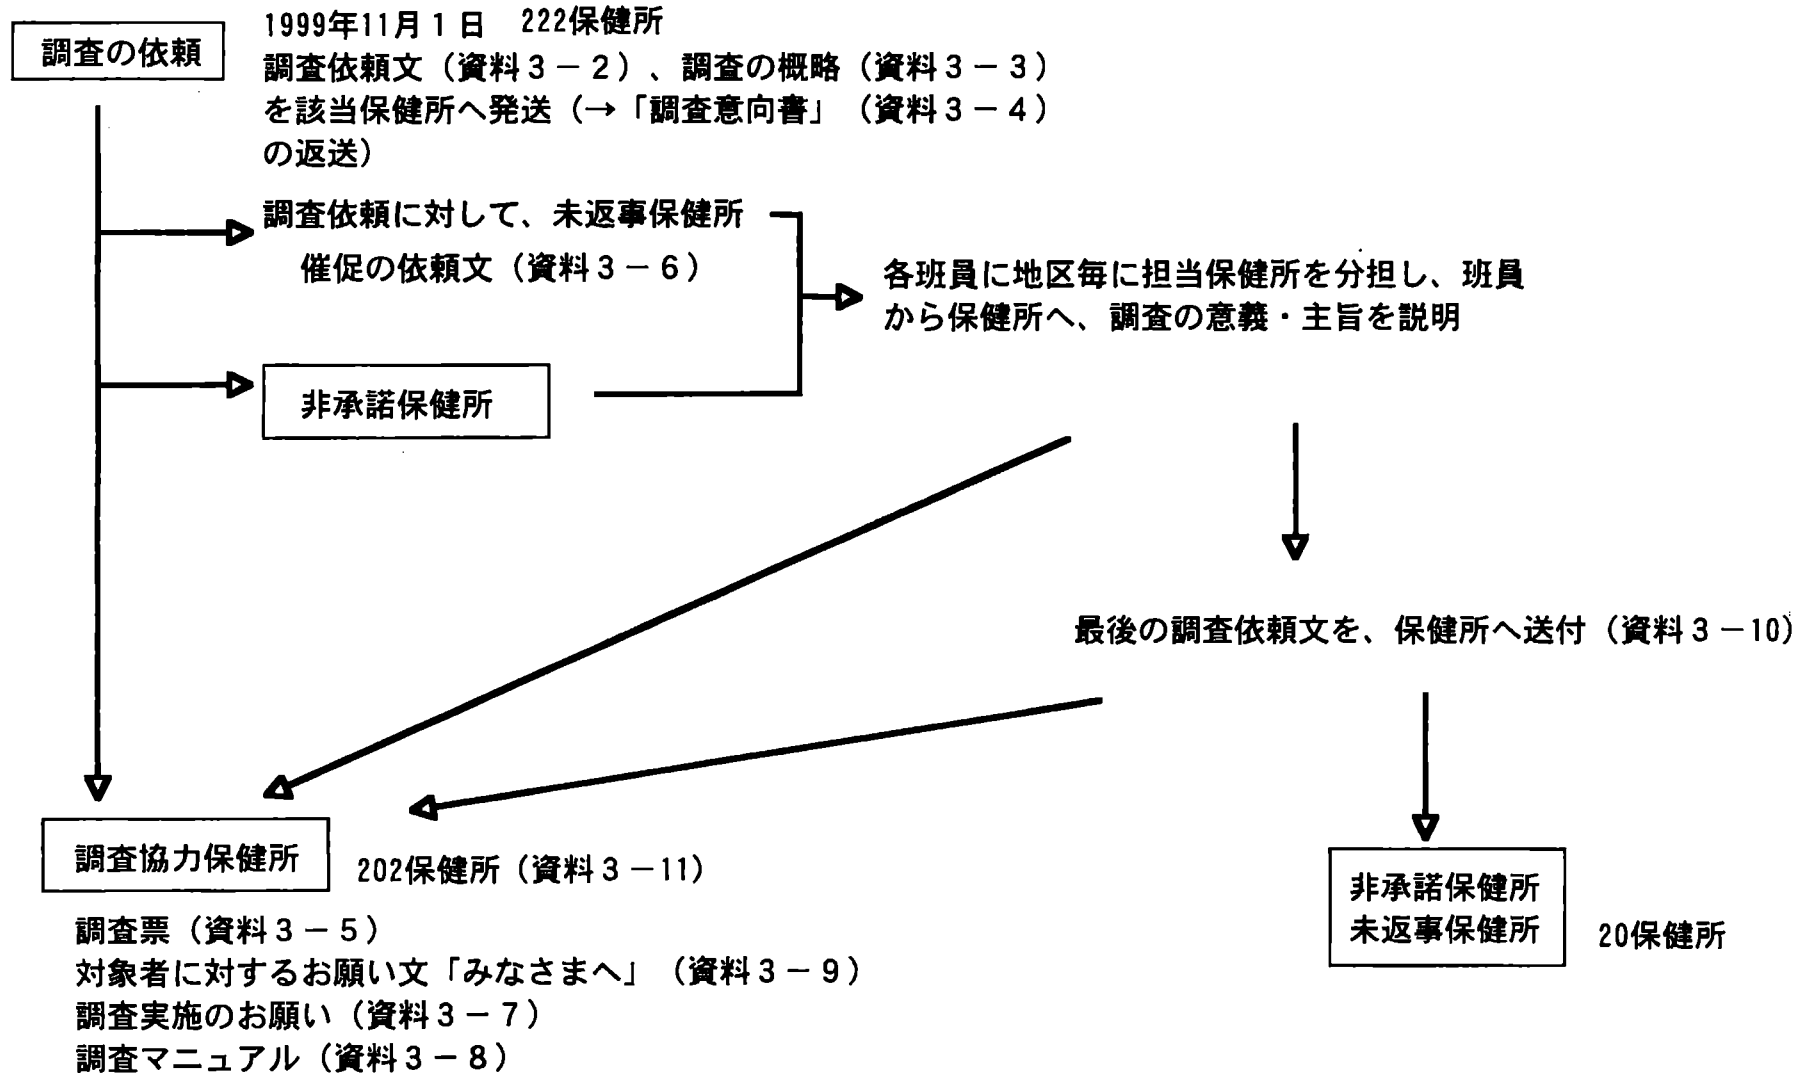 調査の依頼
1999年11月1日 222保健所
調査依頼文（資料3－2）、調査の概略（資料3－3）
を該当保健所へ発送（→「調査意向書」（資料3－4）
の返送）
調査依頼に対して、未返事保健所
催促の依頼文（資料3－6）
各班員に地区毎に担当保健所を分担し、班員
から保健所へ、調査の意義・主旨を説明
非承諾保健所
最後の調査依頼文を、保健所へ送付（資料3－10）
調査協力保健所
202保健所（資料3－11）
調査票（資料3－5）
対象者に対するお願い文「みなさまへ」（資料3－9）
調査実施のお願い（資料3－7）
調査マニュアル（資料3－8）
非承諾保健所
未返事保健所
20保健所